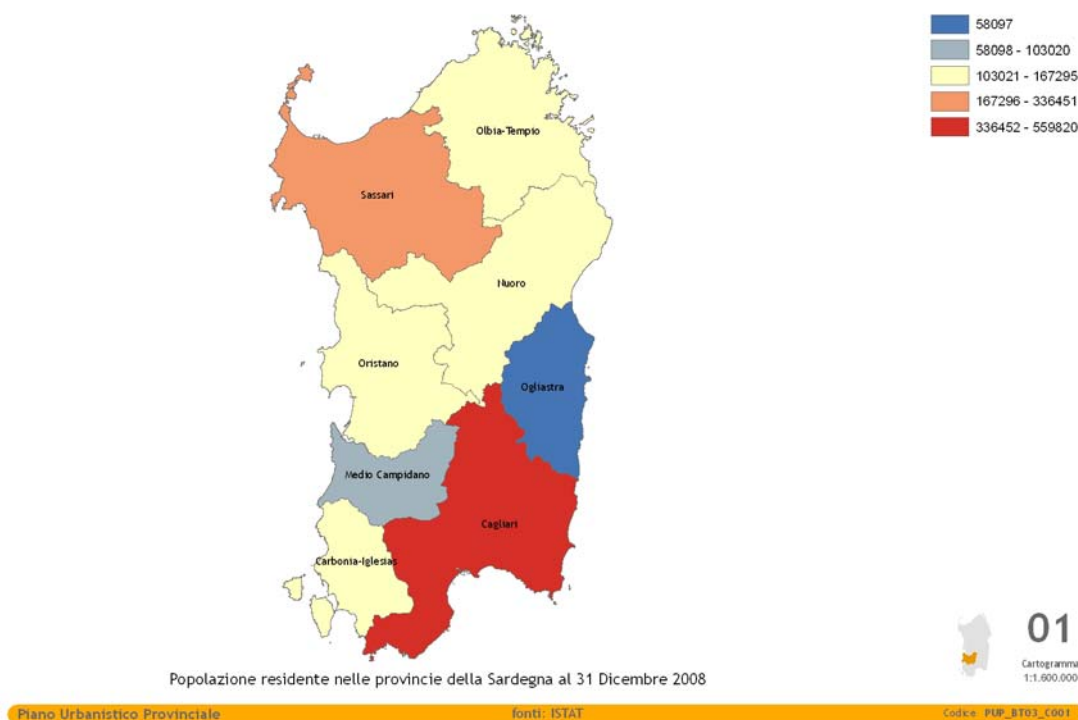 58097
58098 - 103020
103021 - 167295
167296 - 336451
336452 - 559820
Olbia-Tempio
Sassari
Nuoro
Oristano
Ogliastra
Medio Campidano
Cagliari
Carbonia-Iglesias
Popolazione residente nelle provincie della Sardegna al 31 Dicembre 2008
01
Cartogramma
1:1.600.000
Piano Urbanistico Provinciale
fonti: ISTAT
Codice PUP_BT03_C001